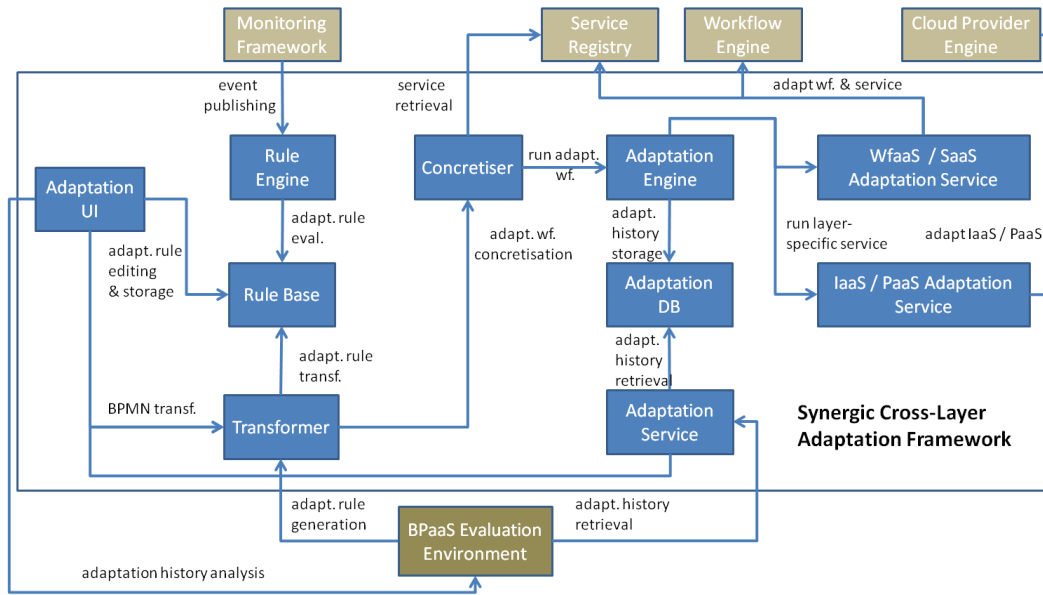 Monitoring
Framework
Service
Registry
Workflow
Engine
Cloud Provider
Engine
event
publishing
service
retrieval
adapt wf. & service
Adaptation
UI
Rule
Engine
Concretiser
run adapt.
wf.
Adaptation
Engine
WfaaS / SaaS
Adaptation Service
adapt. rule
editing
& storage
adapt. rule
eval.
adapt. wf.
concretisation
adapt.
history
storage
run layer-
specific service
adapt IaaS / PaaS
Rule Base
Adaptation
DB
IaaS / PaaS Adaptation
Service
adapt. rule
transf.
adapt.
history
retrieval
BPMN transf.
Transformer
Adaptation
Service
Synergic Cross-Layer
Adaptation Framework
adapt. rule
generation
BPaaS Evaluation
Environment
adapt. history
retrieval
adaptation history analysis